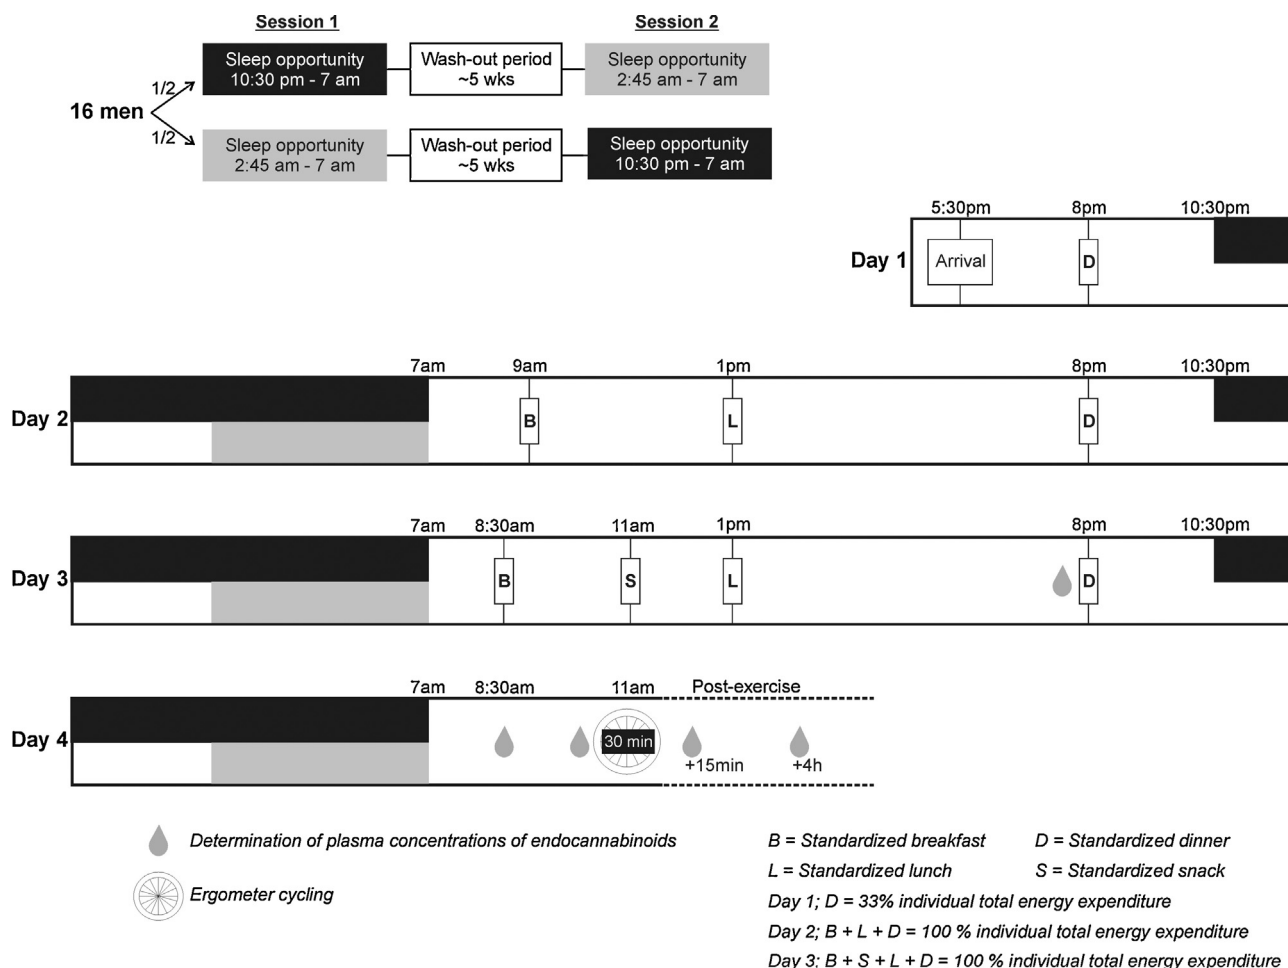 Session 1
Session 2
16 men
1/2
1/2
Sleep opportunity
10:30 pm - 7 am
Wash-out period
~5 wks
Sleep opportunity
2:45 am - 7 am
Sleep opportunity
2:45 am - 7 am
Wash-out period
~5 wks
Sleep opportunity
10:30 pm - 7 am
5:30pm 8pm 10:30pm
Day 1 Arrival D
7am 9am 1pm 8pm 10:30pm
Day 2 B L D
7am 8:30am 11am 1pm 8pm 10:30pm
Day 3 B S L D
7am 8:30am 11am Post-exercise
Day 4 30 min
+15min +4h
Determination of plasma concentrations of endocannabinoids
Ergometer cycling
B = Standardized breakfast D = Standardized dinner
L = Standardized lunch S = Standardized snack
Day 1; D = 33% individual total energy expenditure
Day 2; B + L + D = 100 % individual total energy expenditure
Day 3; B + S + L + D = 100 % individual total energy expenditure